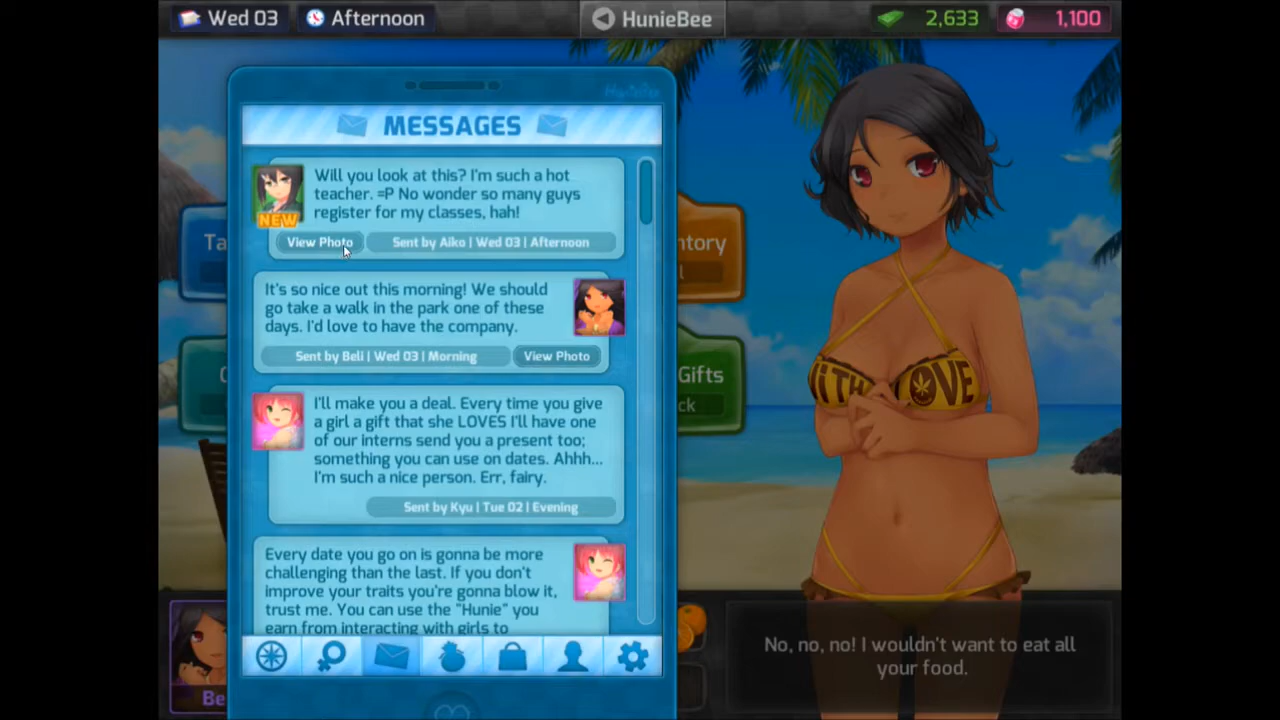 Wed 03
Afternoon
HunieBee
2,633
1,100
MESSAGES
Will you look at this? I'm such a hot
teacher. =P No wonder so many guys
register for my classes, hah!
NEW
View Photo
Sent by Aiko | Wed 03 | Afternoon
It's so nice out this morning! We should
go take a walk in the park one of these
days. I'd love to have the company.
Sent by Beli | Wed 03 | Morning
View Photo
I'll make you a deal. Every time you give
a girl a gift that she LOVES I'll have one
of our interns send you a present too;
something you can use on dates. Ahhh...
I'm such a nice person. Err, fairy.
Sent by Kyu | Tue 02 | Evening
Every date you go on is gonna be more
challenging than the last. If you don't
improve your traits you're gonna blow it,
trust me. You can use the "Hunie" you
earn from interacting with girls to
Ta
ntory
l
Gifts
ck
Be
ITH LOVE
No, no, no! I wouldn't want to eat all
your food.